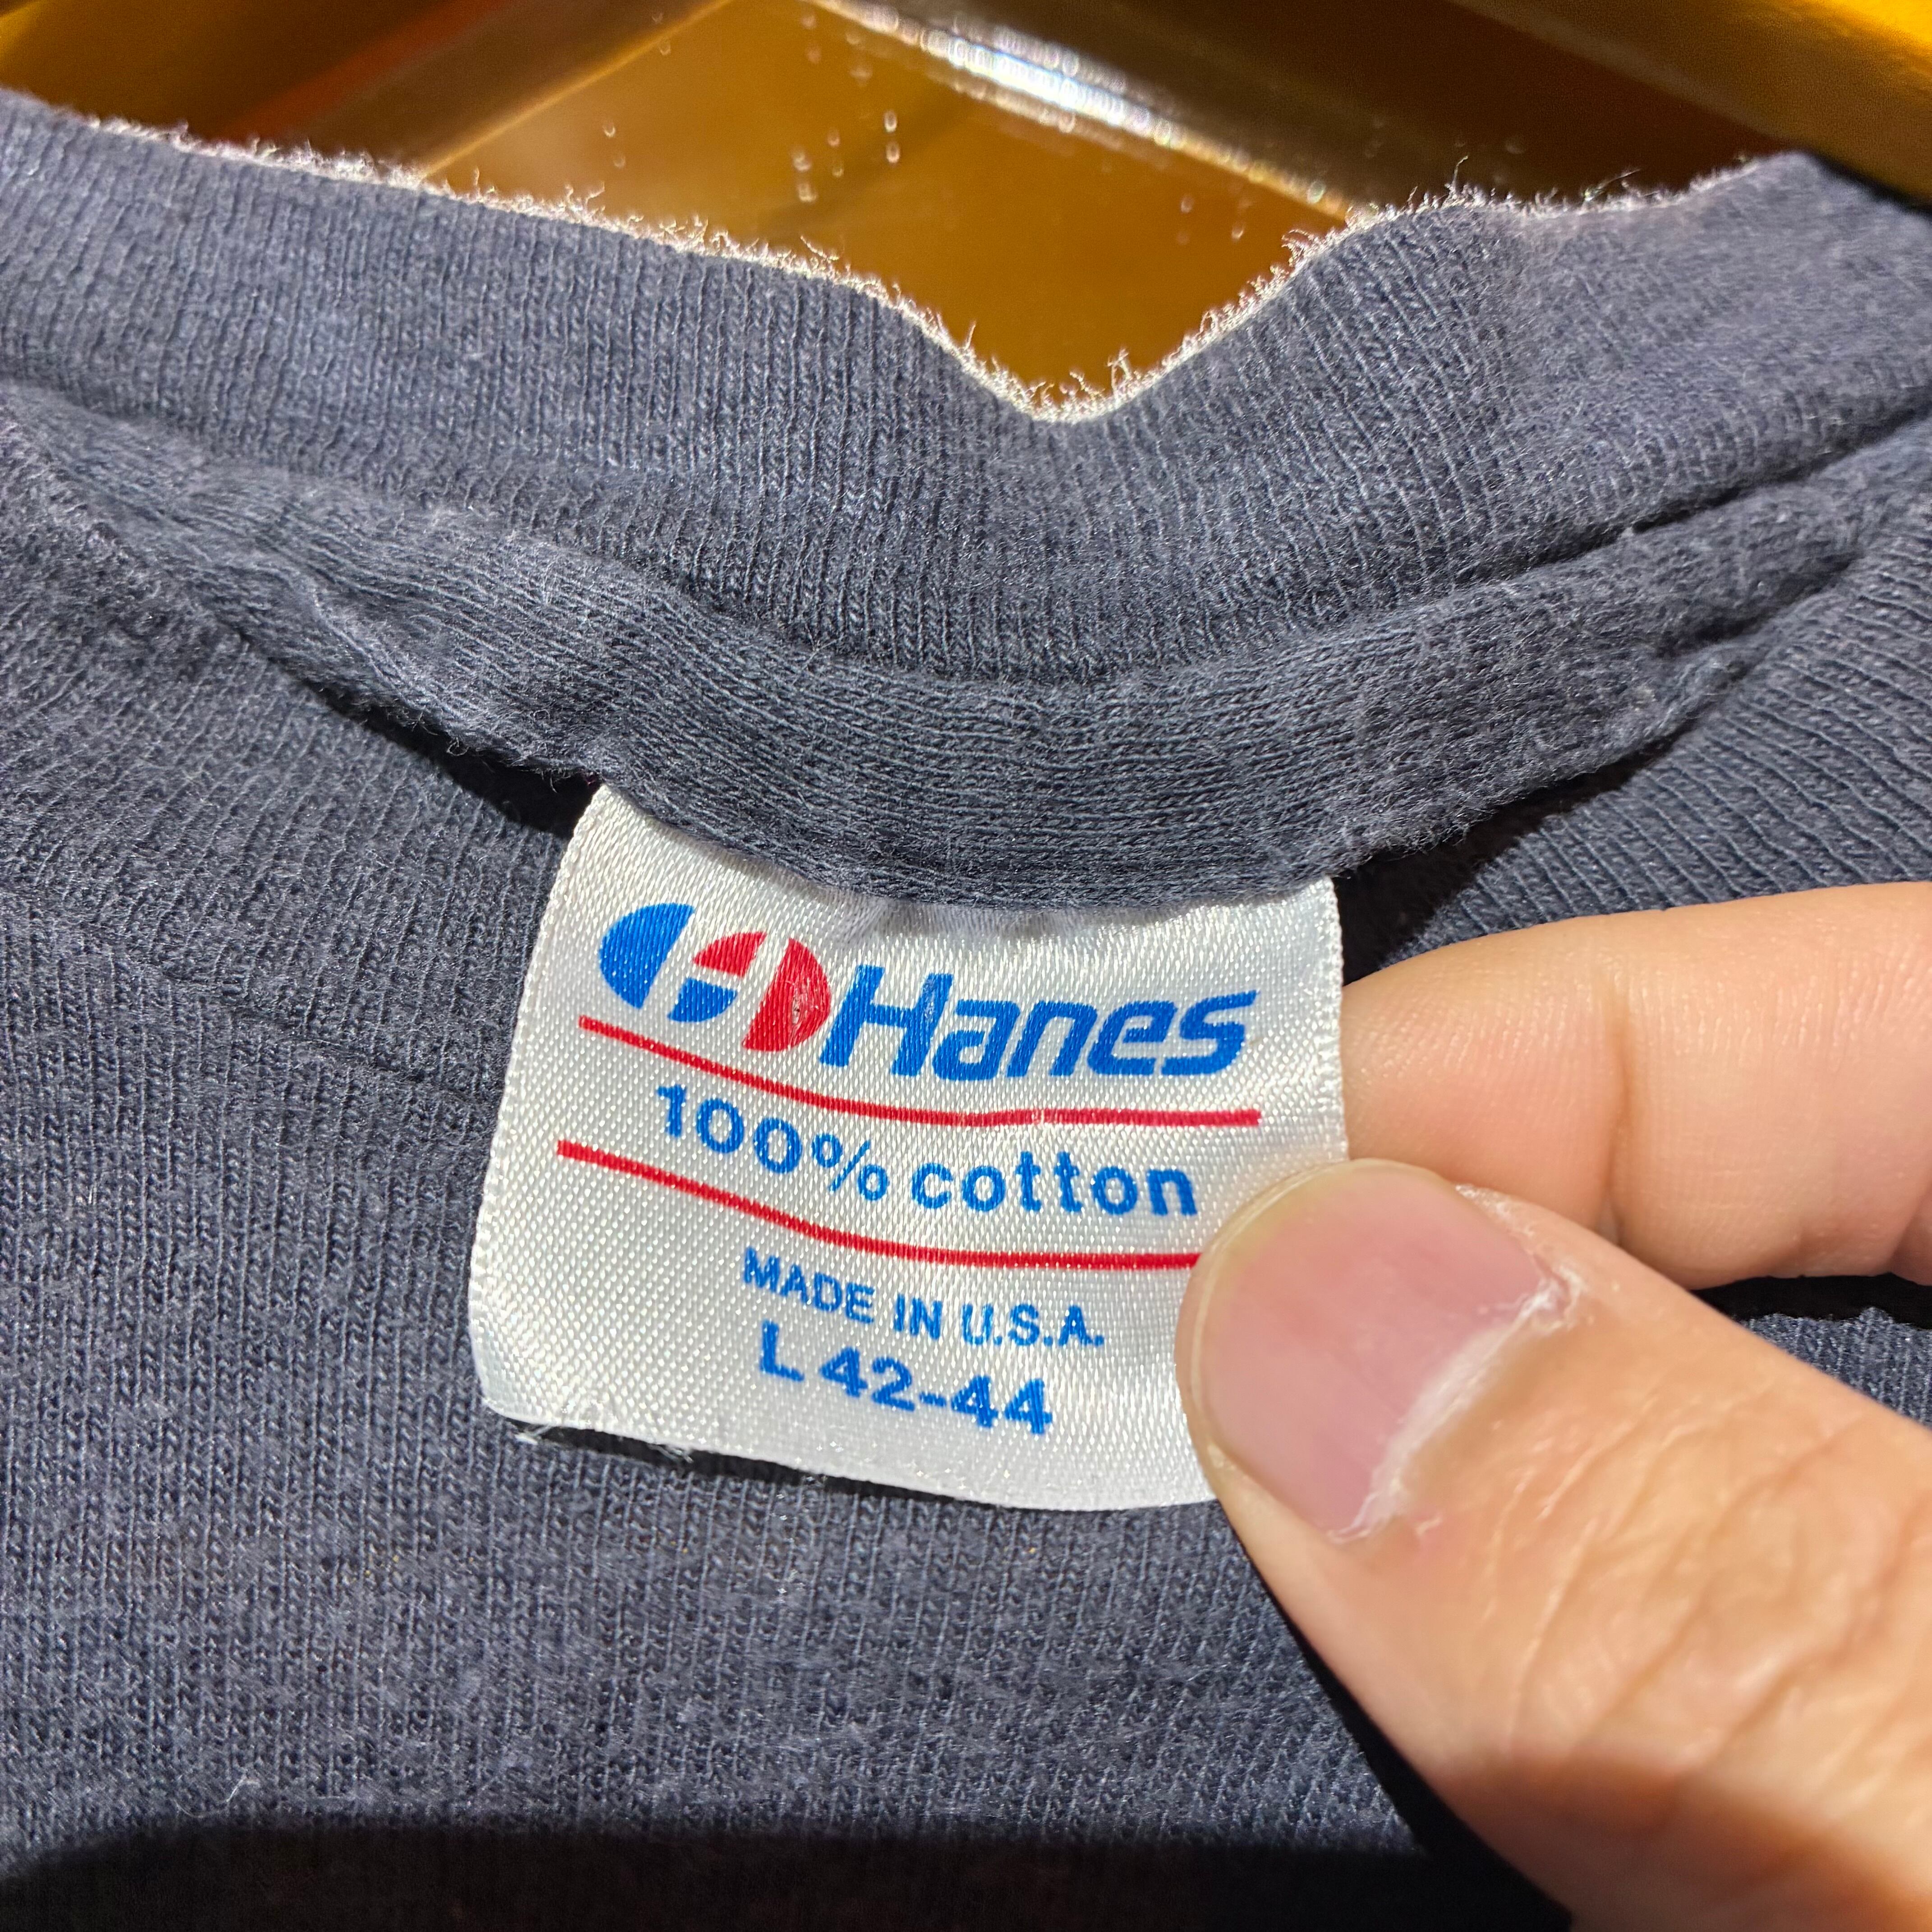 Hanes
100% cotton
MADE IN U.S.A.
L 42-44